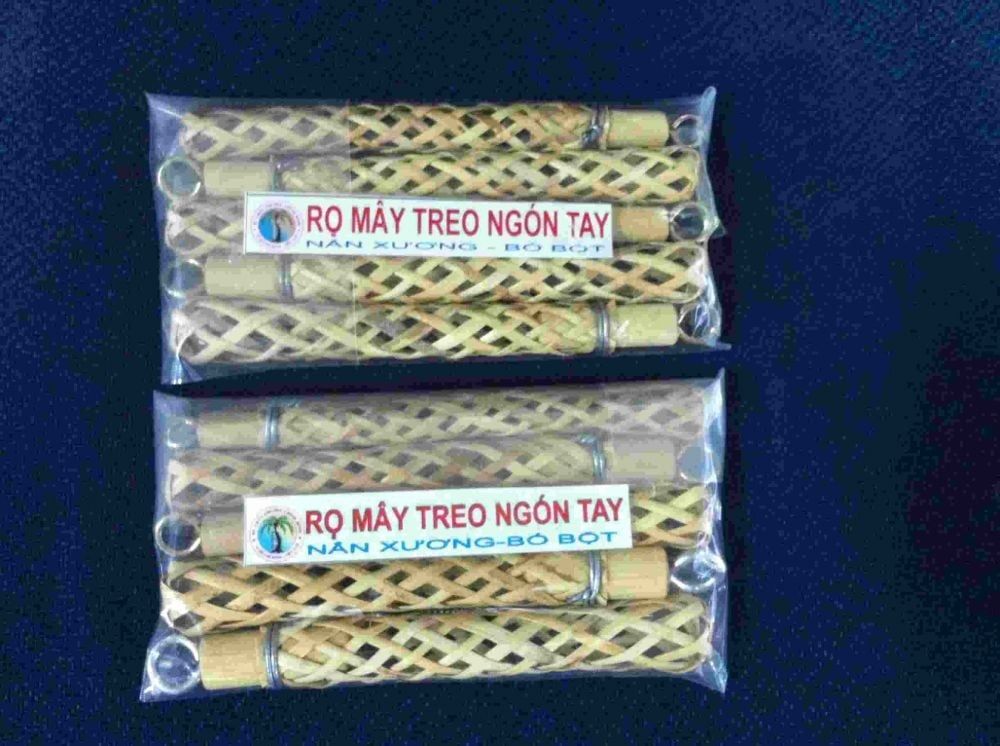 RỌ MÂY TREO NGÓN TAY
NẮN XƯƠNG - BÓ BỘT
RỌ MÂY TREO NGÓN TAY
NẮN XƯƠNG-BÓ BỘT